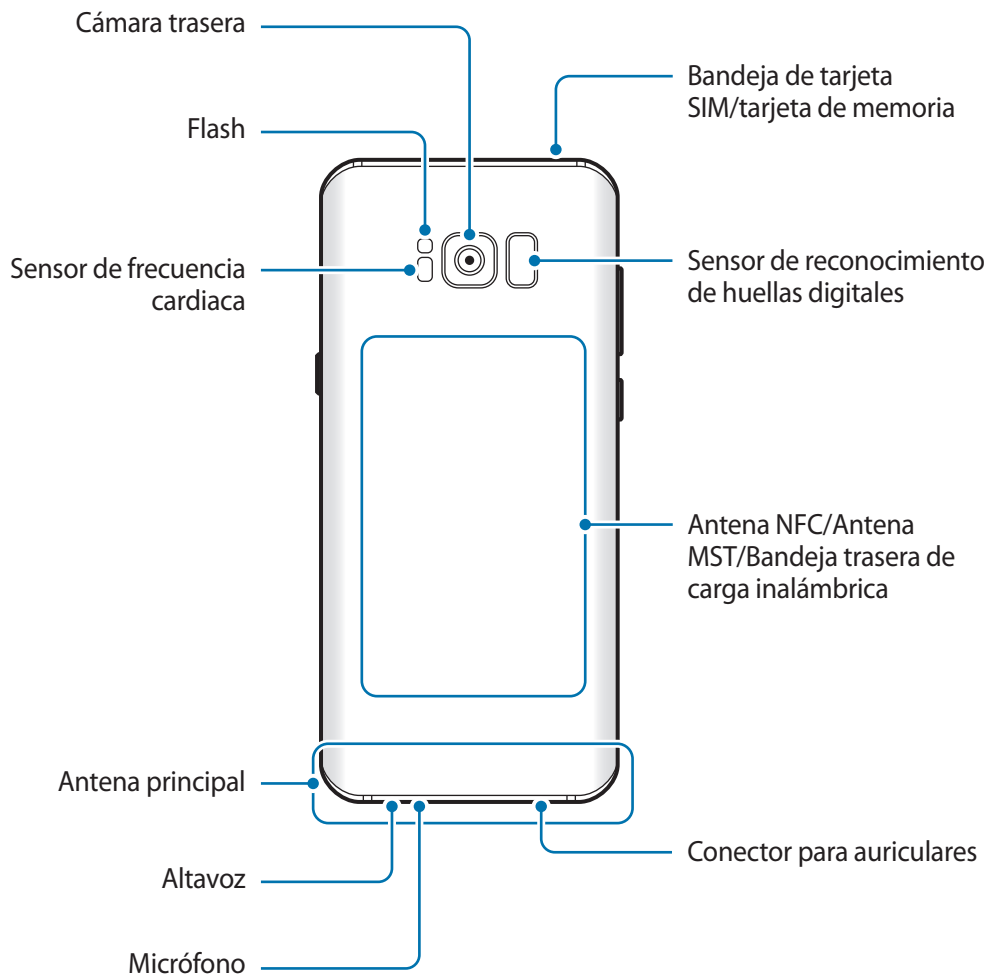 Cámara trasera
Flash
Sensor de frecuencia
cardiaca
Antena principal
Altavoz
Micrófono
Bandeja de tarjeta
SIM/tarjeta de memoria
Sensor de reconocimiento
de huellas digitales
Antena NFC/Antena
MST/Bandeja trasera de
carga inalámbrica
Conector para auriculares